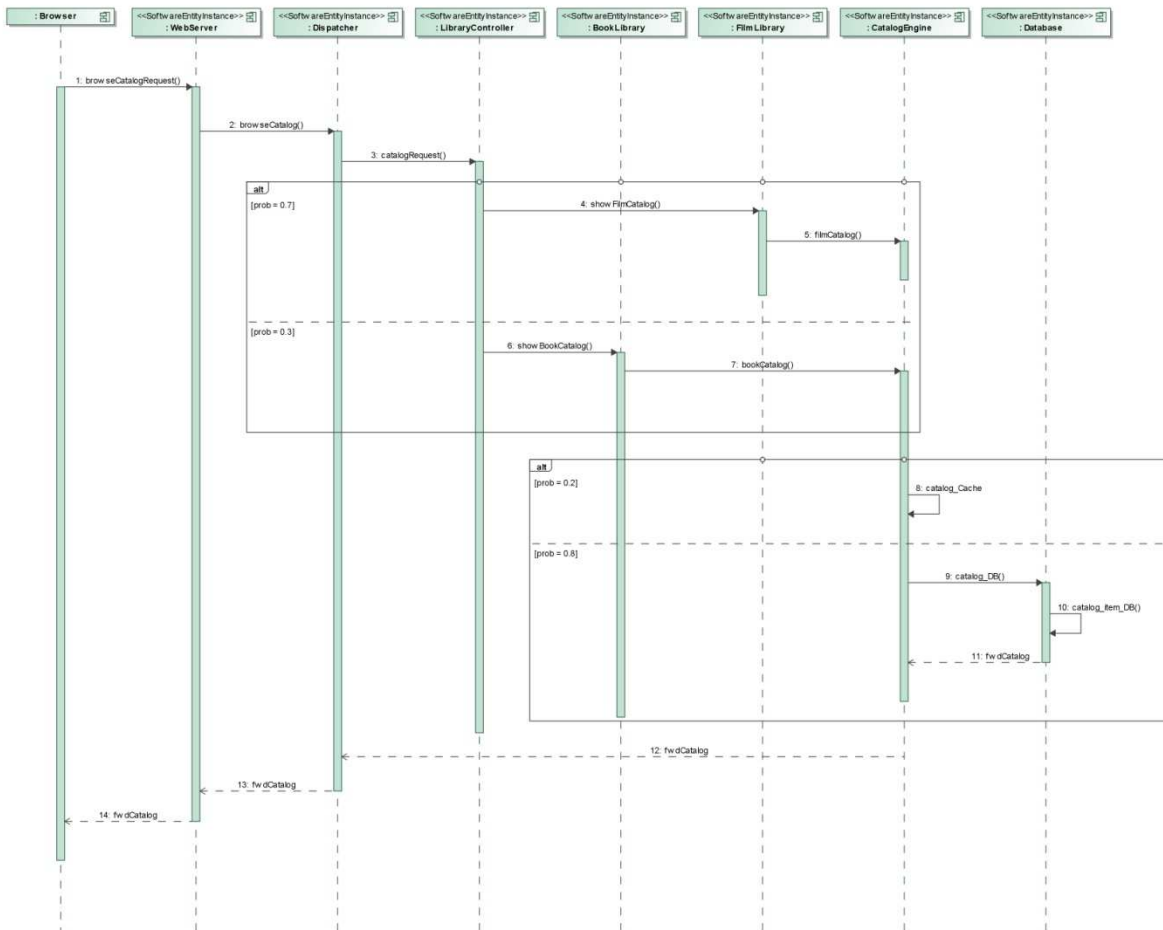 : Browser
<<SoftwareEntityInstance>>
: WebServer
<<SoftwareEntityInstance>>
: Dispatcher
<<SoftwareEntityInstance>>
: LibraryController
<<SoftwareEntityInstance>>
: BookLibrary
<<SoftwareEntityInstance>>
: FilmLibrary
<<SoftwareEntityInstance>>
: CatalogEngine
<<SoftwareEntityInstance>>
: Database
1: browseCatalogRequest()
2: browseCatalog()
3: catalogRequest()
alt
[prob = 0.7]
4: showFilmCatalog()
5: filmCatalog()
[prob = 0.3]
6: showBookCatalog()
7: bookCatalog()
alt
[prob = 0.2]
8: catalog_Cache
[prob = 0.8]
9: catalog_DB()
10: catalog_item_DB()
11: fwdCatalog
12: fwdCatalog
13: fwdCatalog
14: fwdCatalog